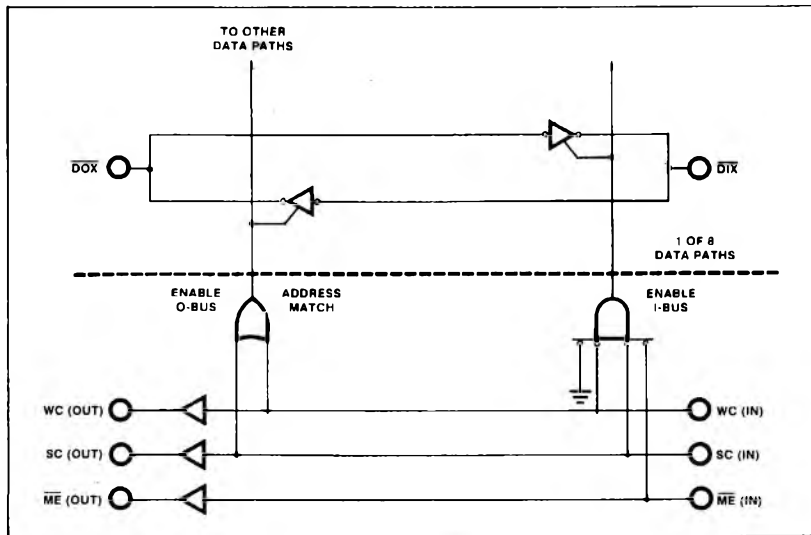 TO OTHER
DATA PATHS
DOX
DIX
1 OF 8
DATA PATHS
ENABLE
O-BUS
ADDRESS
MATCH
ENABLE
I-BUS
WC (OUT)
WC (IN)
SC (OUT)
SC (IN)
ME (OUT)
ME (IN)